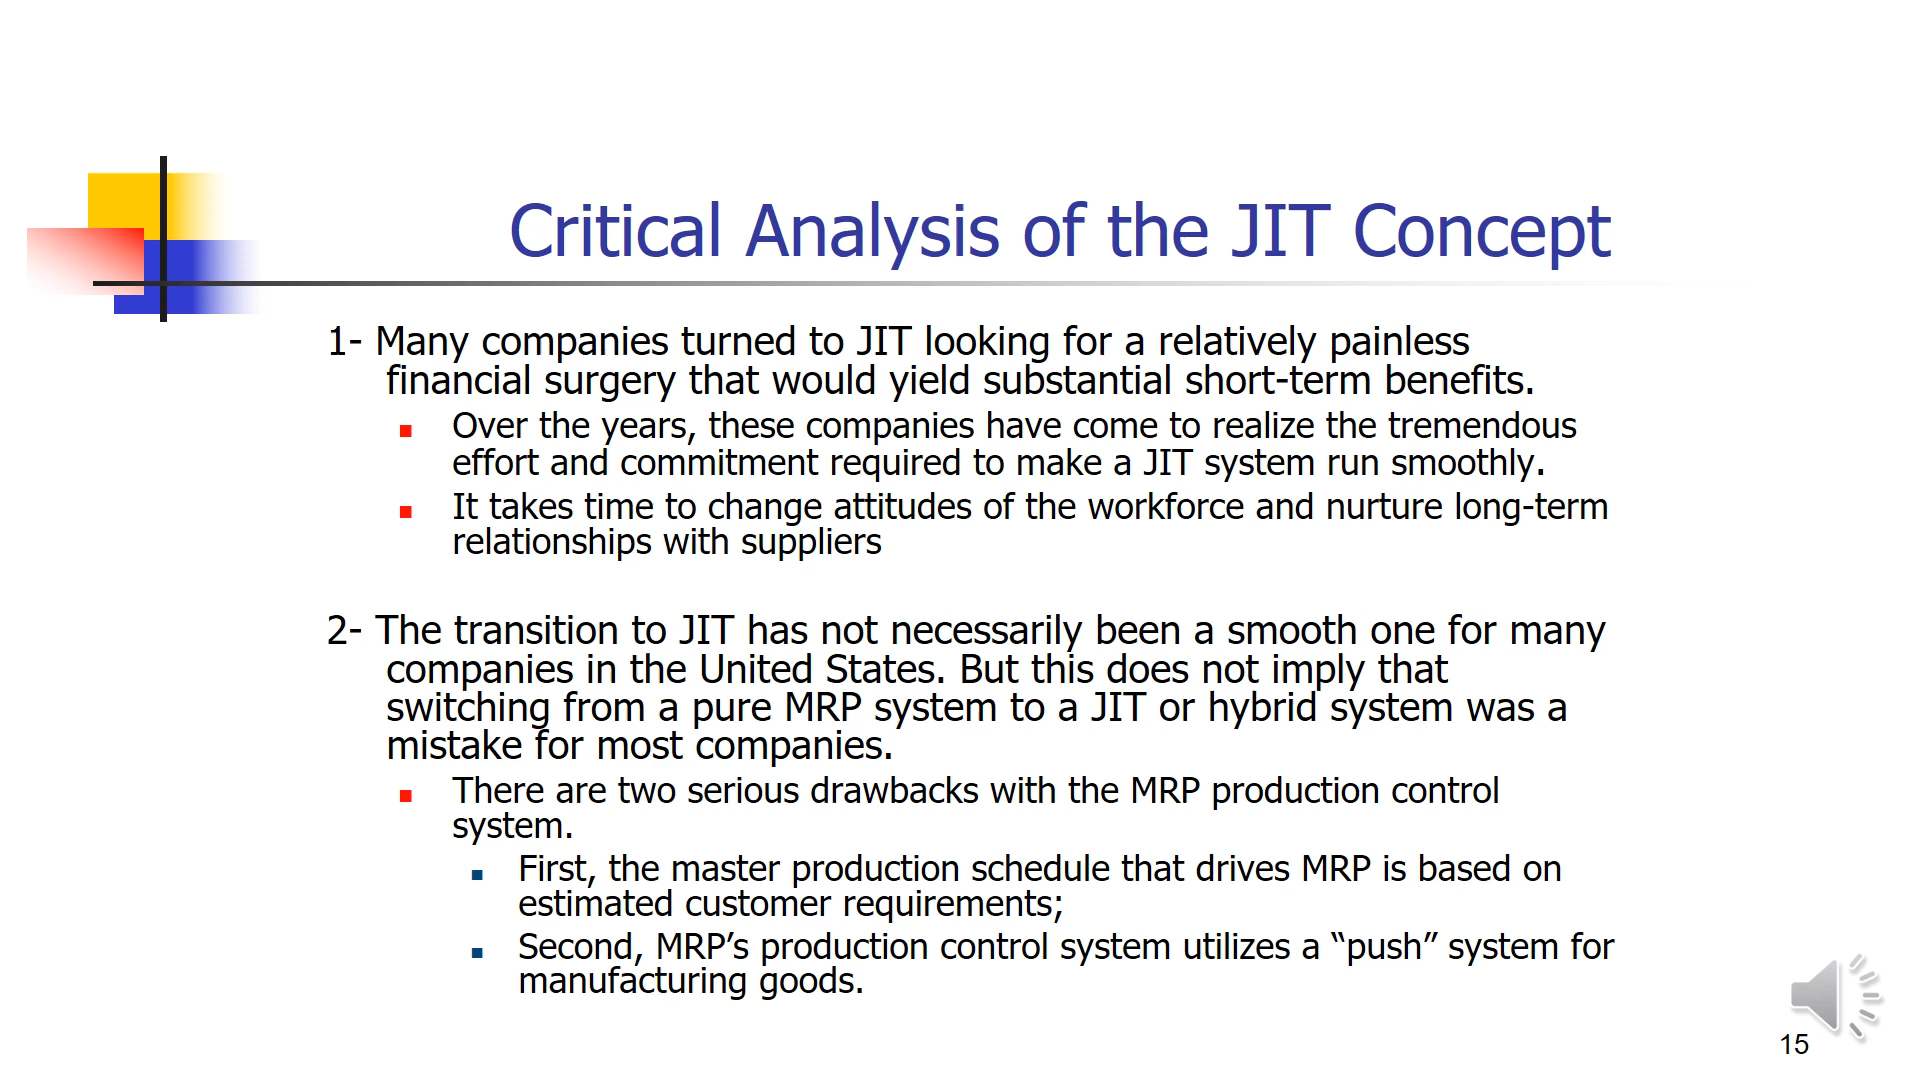 Critical Analysis of the JIT Concept
1- Many companies turned to JIT looking for a relatively painless
financial surgery that would yield substantial short-term benefits.
Over the years, these companies have come to realize the tremendous
effort and commitment required to make a JIT system run smoothly.
It takes time to change attitudes of the workforce and nurture long-term
relationships with suppliers
2- The transition to JIT has not necessarily been a smooth one for many
companies in the United States. But this does not imply that
switching from a pure MRP system to a JIT or hybrid system was a
mistake for most companies.
There are two serious drawbacks with the MRP production control
system.
First, the master production schedule that drives MRP is based on
estimated customer requirements;
Second, MRP’s production control system utilizes a “push” system for
manufacturing goods.
15